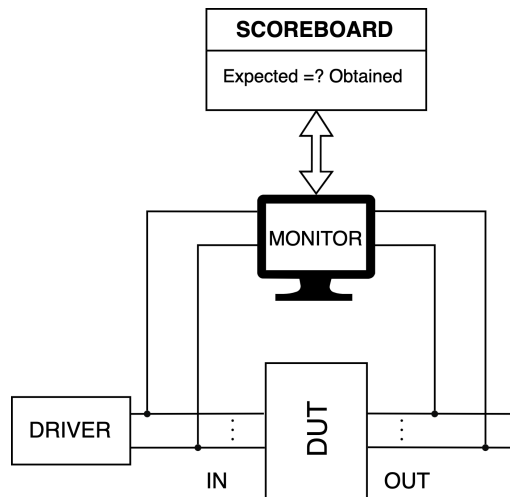 SCOREBOARD
Expected =? Obtained
MONITOR
DRIVER
DUT
IN
OUT